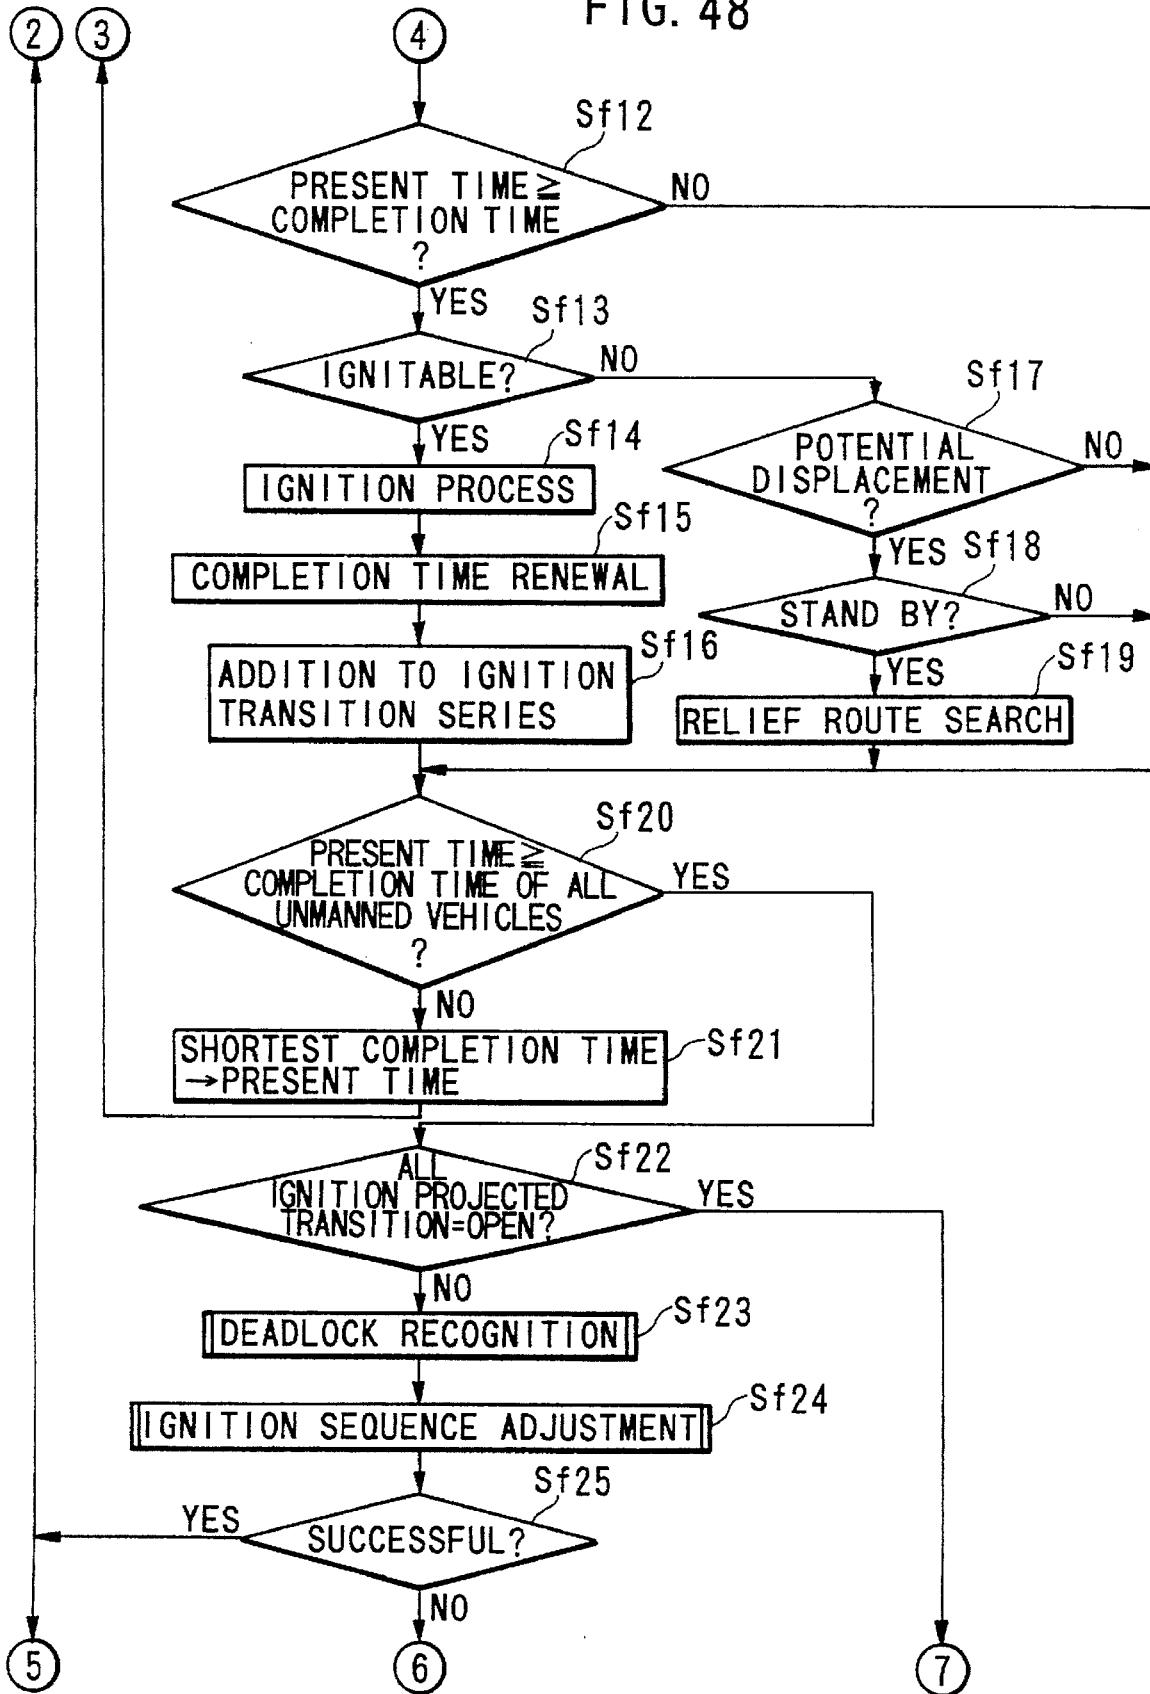 FIG. 48
2
3
4
Sf12
PRESENT TIME≧
COMPLETION TIME
?
NO
YES
Sf13
IGNITABLE?
NO
YES
Sf14
IGNITION PROCESS
Sf15
COMPLETION TIME RENEWAL
Sf16
ADDITION TO IGNITION
TRANSITION SERIES
Sf17
POTENTIAL
DISPLACEMENT
?
NO
YES
Sf18
STAND BY?
NO
YES
Sf19
RELIEF ROUTE SEARCH
Sf20
PRESENT TIME≧
COMPLETION TIME OF ALL
UNMANNED VEHICLES
?
YES
NO
Sf21
SHORTEST COMPLETION TIME
→PRESENT TIME
Sf22
ALL
IGNITION PROJECTED
TRANSITION=OPEN?
YES
NO
Sf23
DEADLOCK RECOGNITION
Sf24
IGNITION SEQUENCE ADJUSTMENT
Sf25
SUCCESSFUL?
YES
NO
5
6
7